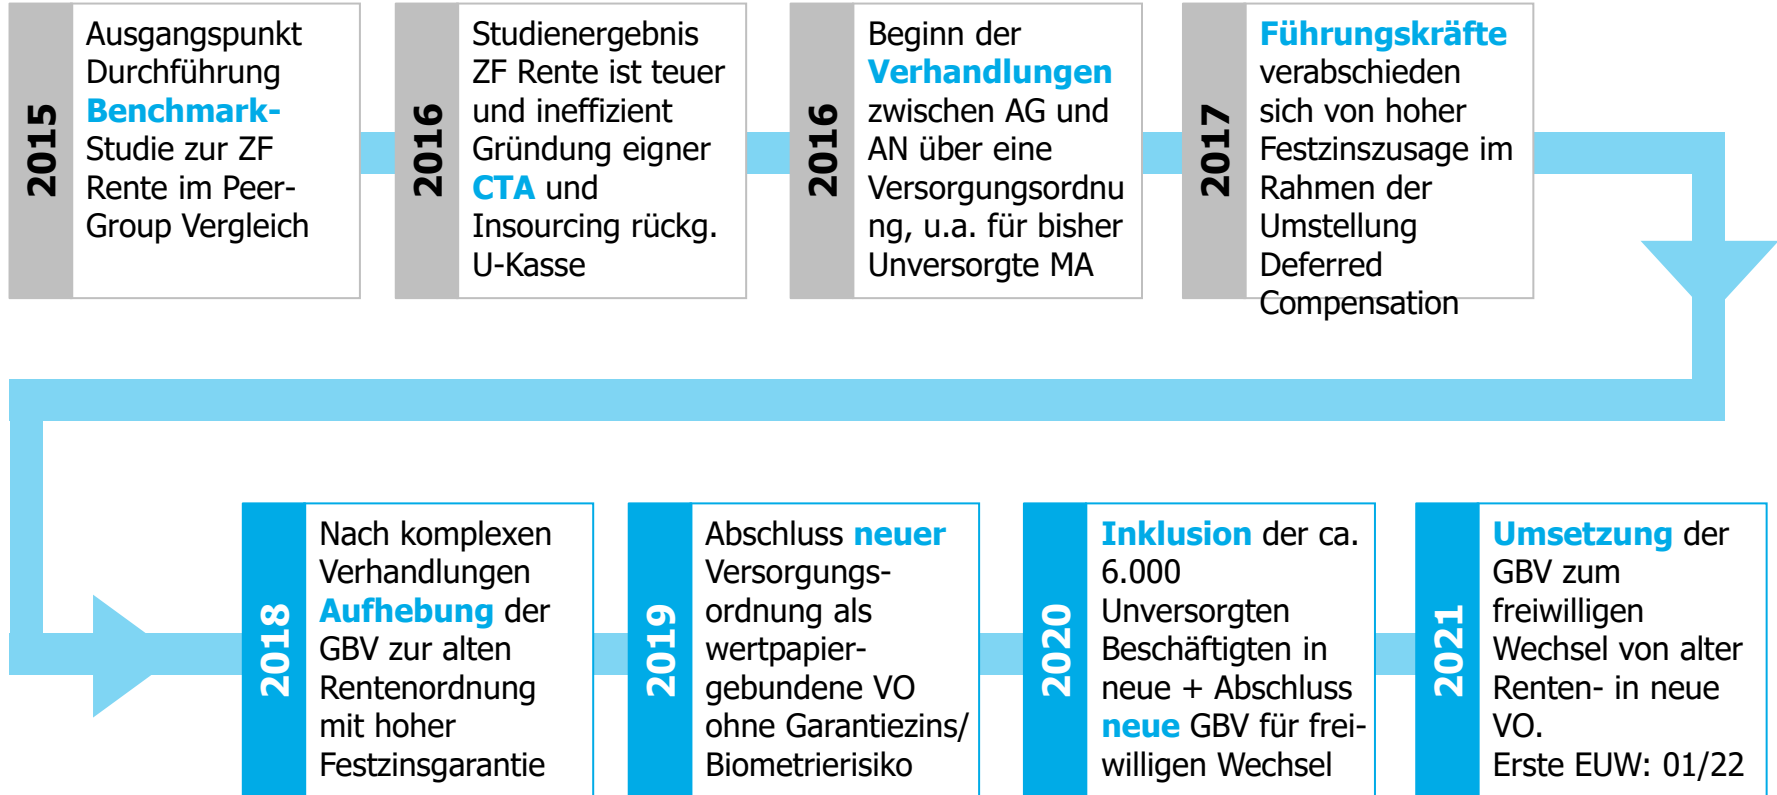 2015
Ausgangspunkt
Durchführung
Benchmark-
Studie zur ZF
Rente im Peer-
Group Vergleich
2016
Studienergebnis
ZF Rente ist teuer
und ineffizient
Gründung eigner
CTA und
Insourcing rückg.
U-Kasse
2016
Beginn der
Verhandlungen
zwischen AG und
AN über eine
Versorgungsordnu
ng, u.a. für bisher
Unversorgte MA
2017
Führungskräfte
verabschieden
sich von hoher
Festzinszusage im
Rahmen der
Umstellung
Deferred
Compensation
2018
Nach komplexen
Verhandlungen
Aufhebung der
GBV zur alten
Rentenordnung
mit hoher
Festzinsgarantie
2019
Abschluss neuer
Versorgungs-
ordnung als
wertpapier-
gebundene VO
ohne Garantiezins/
Biometrierisiko
2020
Inklusion der ca.
6.000
Unversorgten
Beschäftigten in
neue + Abschluss
neue GBV für frei-
willigen Wechsel
2021
Umsetzung der
GBV zum
freiwilligen
Wechsel von alter
Renten- in neue
VO.
Erste EUW: 01/22